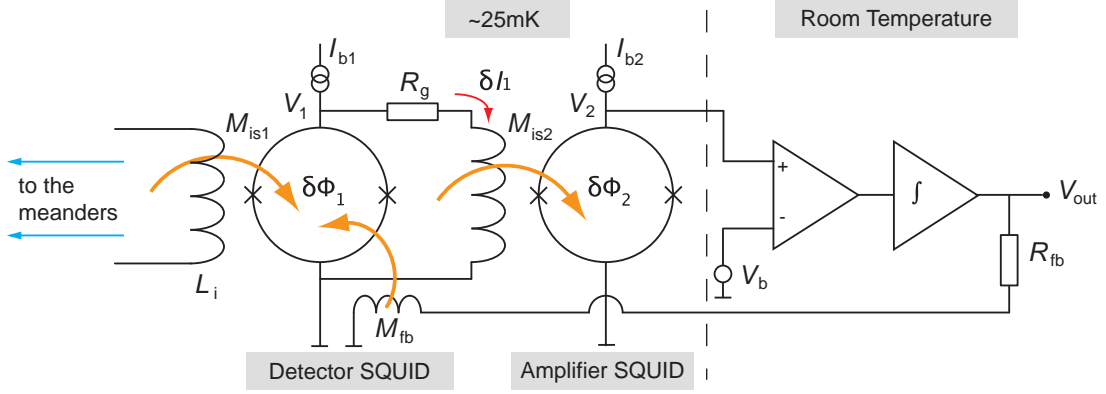 ~25mK
Room Temperature
I_b1
I_b2
R_g
δI_1
V_1
V_2
M_is1
M_is2
to the
meanders
δΦ_1
δΦ_2
+
-
∫
V_out
L_i
V_b
R_fb
M_fb
Detector SQUID
Amplifier SQUID